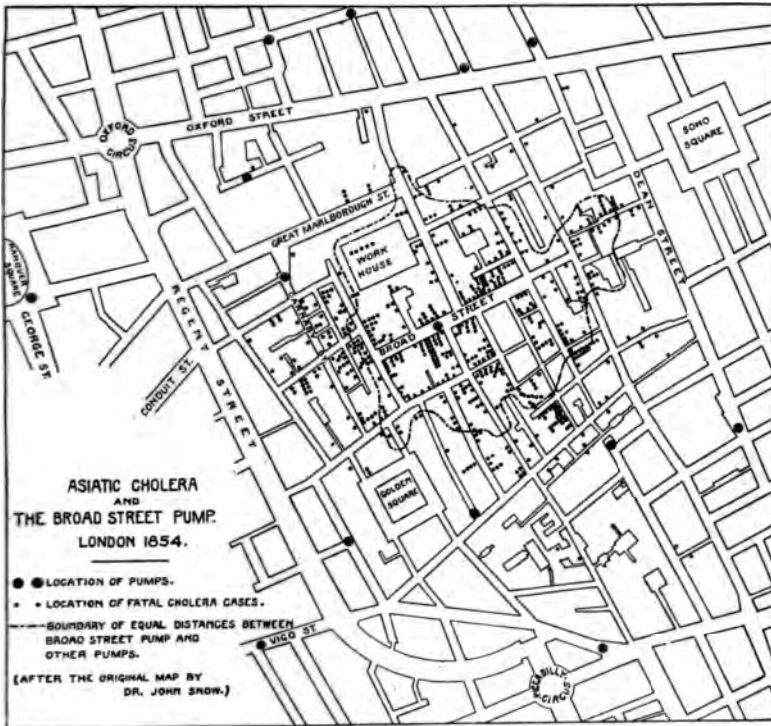 OXFORD STREET
OXFORD
CIRCUS
SOHO
SQUARE
DEAN STREET
GREAT MARLBOROUGH ST.
WORK
HOUSE
HANOVER
SQUARE
REGENT STREET
GEORGE ST.
BROAD STREET
CONDUIT ST.
GOLDEN
SQUARE
ASIATIC CHOLERA
AND
THE BROAD STREET PUMP.
LONDON 1854.
LOCATION OF PUMPS.
LOCATION OF FATAL CHOLERA CASES.
BOUNDARY OF EQUAL DISTANCES BETWEEN
BROAD STREET PUMP AND
OTHER PUMPS.
VIGO ST.
(AFTER THE ORIGINAL MAP BY
DR. JOHN SNOW.)
PICCADILLY
CIRCUS